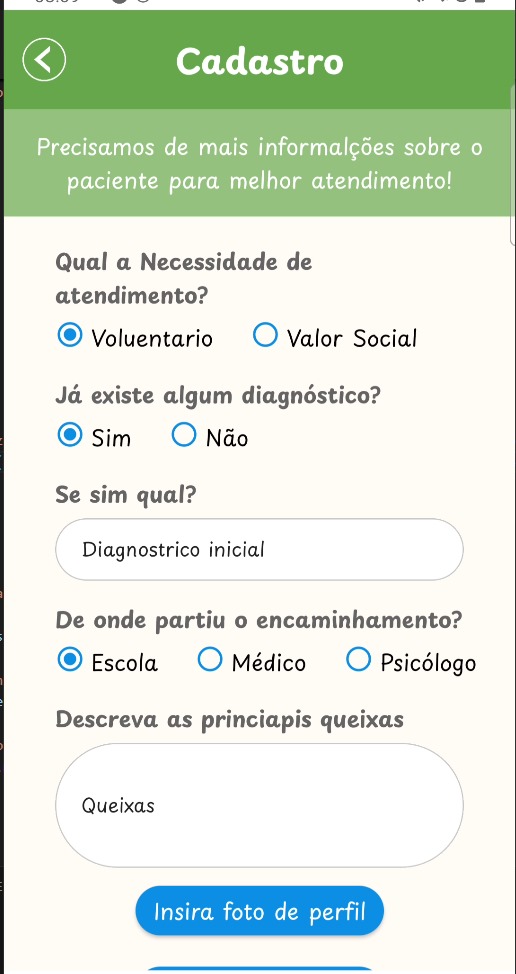 Cadastro
Precisamos de mais informalções sobre o
paciente para melhor atendimento!
Qual a Necessidade de
atendimento?
Voluentario Valor Social
Já existe algum diagnóstico?
Sim Não
Se sim qual?
Diagnostrico inicial
De onde partiu o encaminhamento?
Escola Médico Psicólogo
Descreva as princiapis queixas
Queixas
Insira foto de perfil